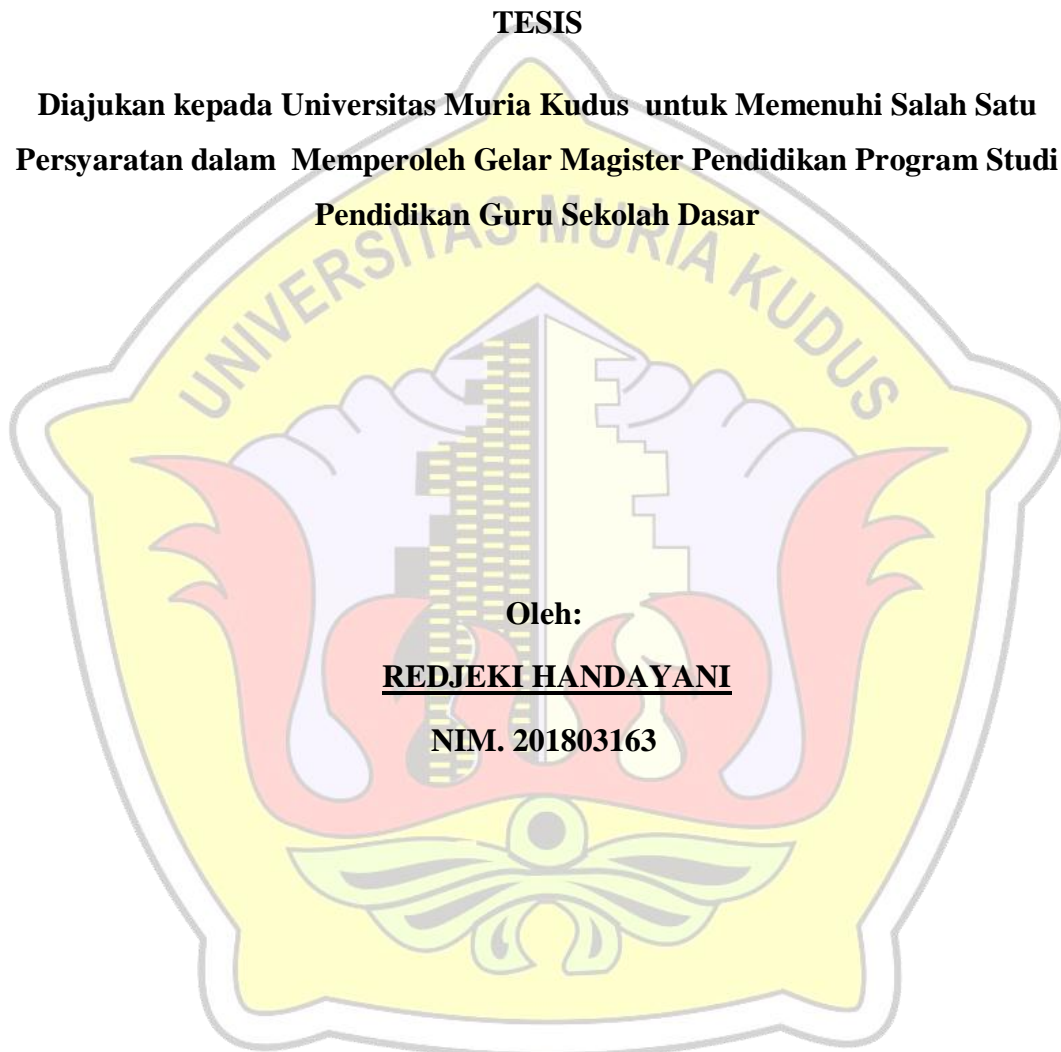 TESIS
Diajukan kepada Universitas Muria Kudus untuk Memenuhi Salah Satu
Persyaratan dalam Memperoleh Gelar Magister Pendidikan Program Studi
Pendidikan Guru Sekolah Dasar
UNIVERSITAS MURIA KUDUS
Oleh:
REDJEKI HANDAYANI
NIM. 201803163